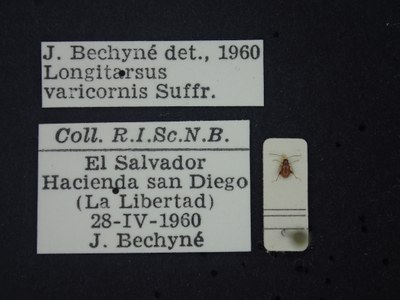 J. Bechyné det., 1960
Longitarsus
varicornis Suffr.
Coll. R.I.Sc.N.B.
El Salvador
Hacienda san Diego
(La Libertad)
28-IV-1960
J. Bechyné